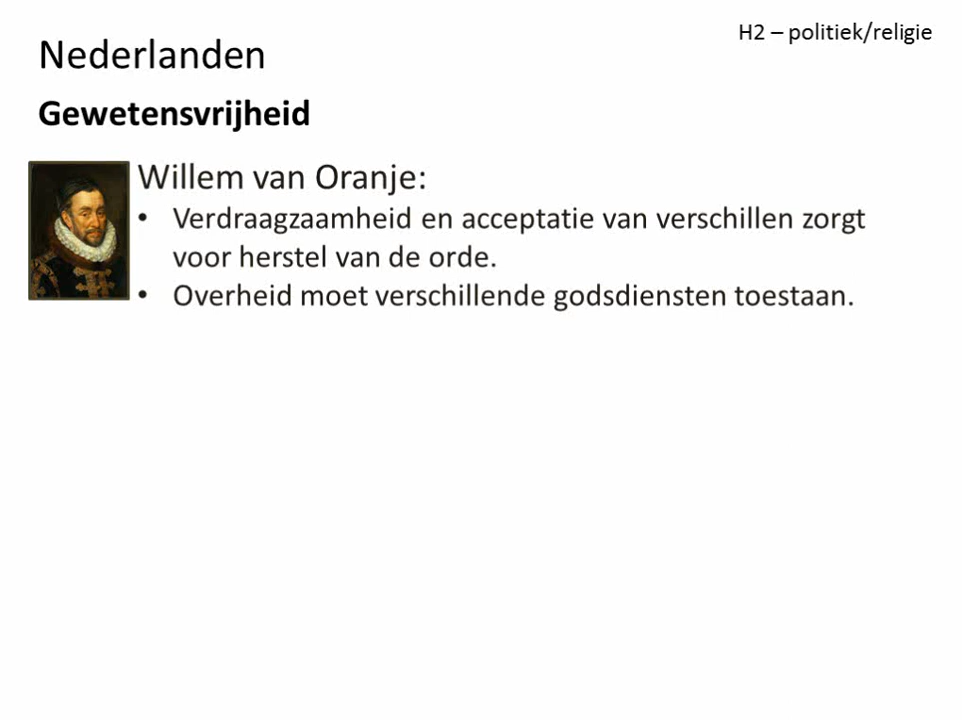 H2 – politiek/religie
Nederlanden
Gewetensvrijheid
Willem van Oranje:
• Verdraagzaamheid en acceptatie van verschillen zorgt
voor herstel van de orde.
• Overheid moet verschillende godsdiensten toestaan.